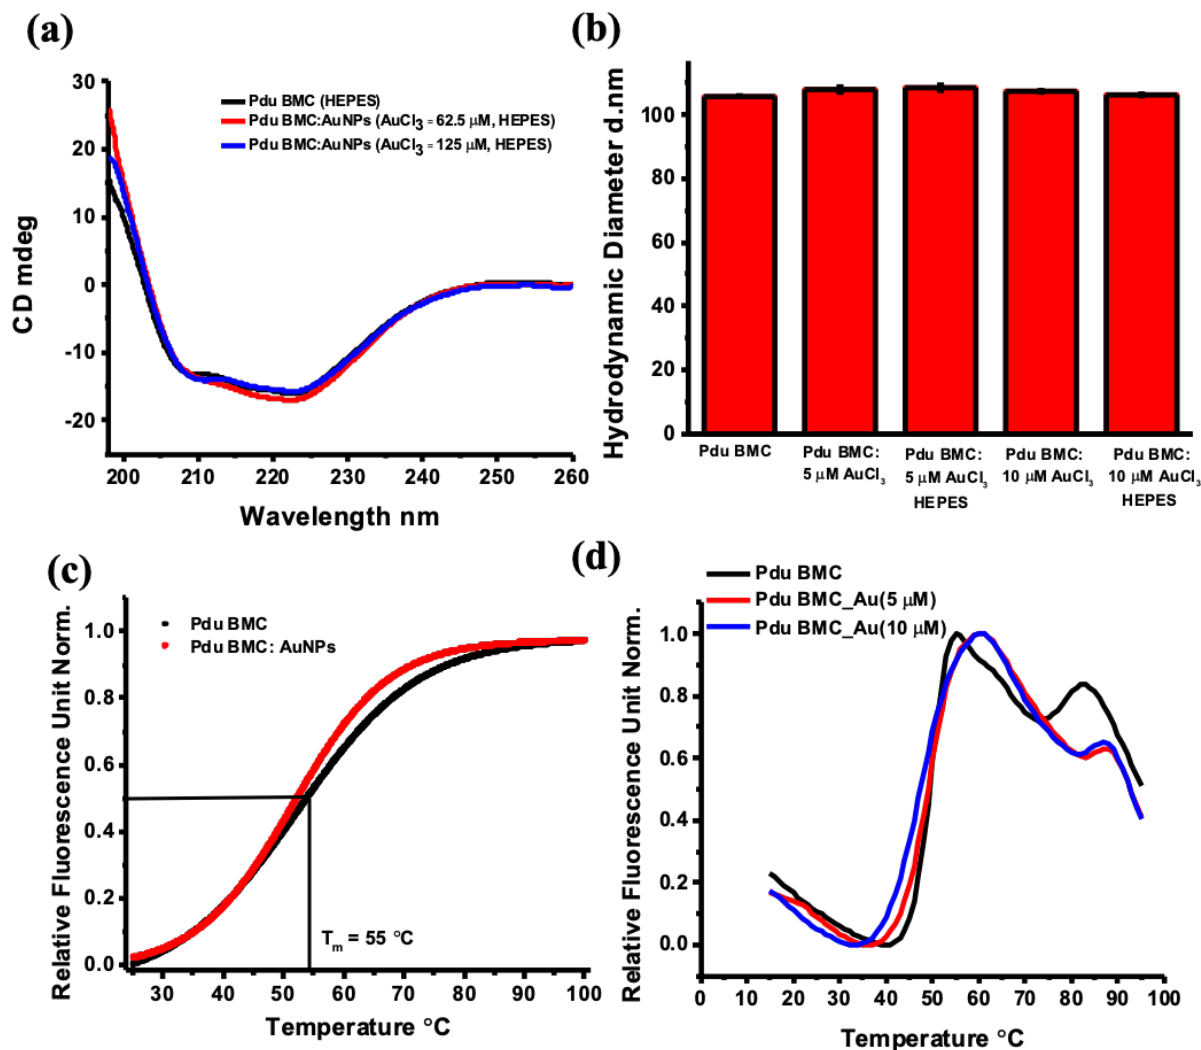 (a)
30
20
10
0
-10
-20
CD mdeg
Pdu BMC (HEPES)
Pdu BMC:AuNPs (AuCl3 = 62.5 μM, HEPES)
Pdu BMC:AuNPs (AuCl3 = 125 μM, HEPES)
200 210 220 230 240 250 260
Wavelength nm
(b)
Hydrodynamic Diameter d.nm
100
80
60
40
20
0
Pdu BMC
Pdu BMC:
5 μM AuCl3
Pdu BMC:
5 μM AuCl3
HEPES
Pdu BMC:
10 μM AuCl3
Pdu BMC:
10 μM AuCl3
HEPES
(c)
Relative Fluorescence Unit Norm.
1.0
0.8
0.6
0.4
0.2
0.0
Pdu BMC
Pdu BMC: AuNPs
Tm = 55 °C
30 40 50 60 70 80 90 100
Temperature °C
(d)
Relative Fluorescence Unit Norm.
Pdu BMC
Pdu BMC_Au(5 μM)
Pdu BMC_Au(10 μM)
1.0
0.8
0.6
0.4
0.2
0.0
0 10 20 30 40 50 60 70 80 90 100
Temperature °C